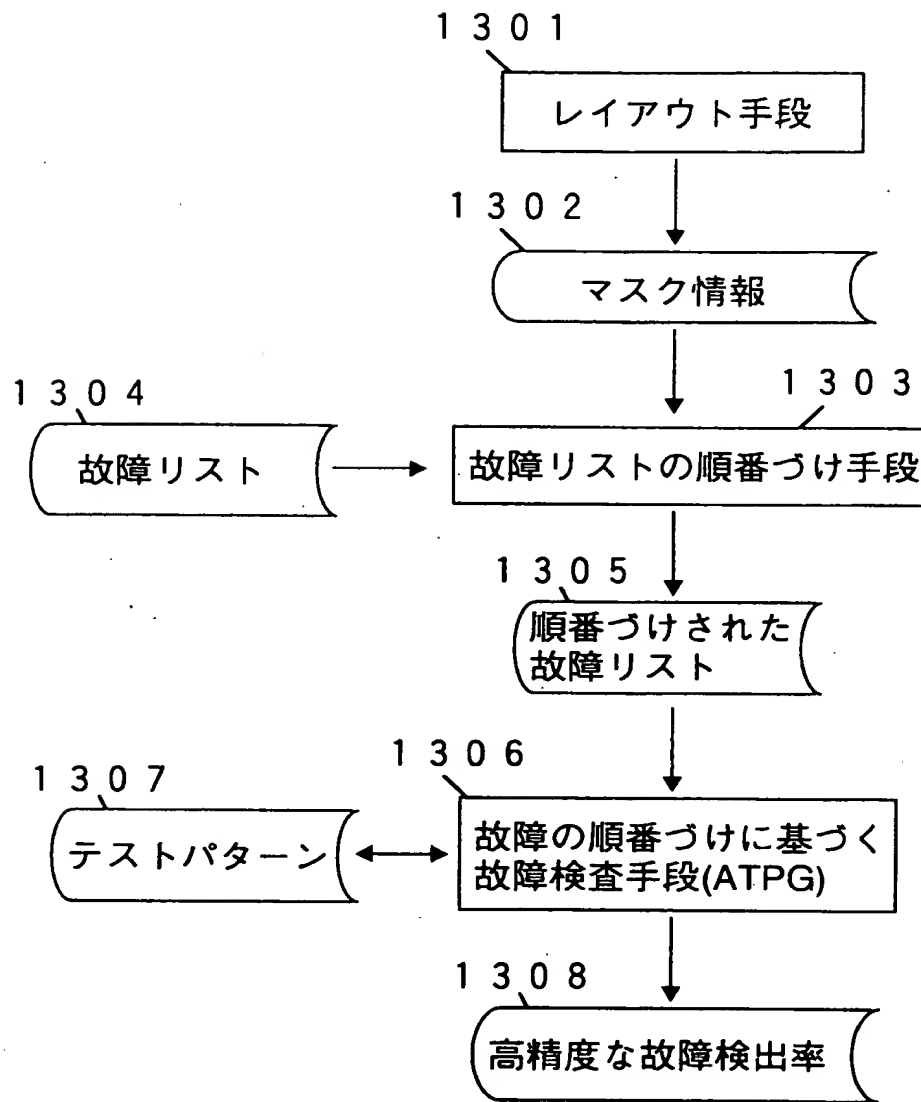 1301
レイアウト手段
1302
マスク情報
1304
1303
故障リスト
故障リストの順番づけ手段
1305
順番づけされた
故障リスト
1306
1307
テストパターン
故障の順番づけに基づく
故障検査手段(ATPG)
1308
高精度な故障検出率